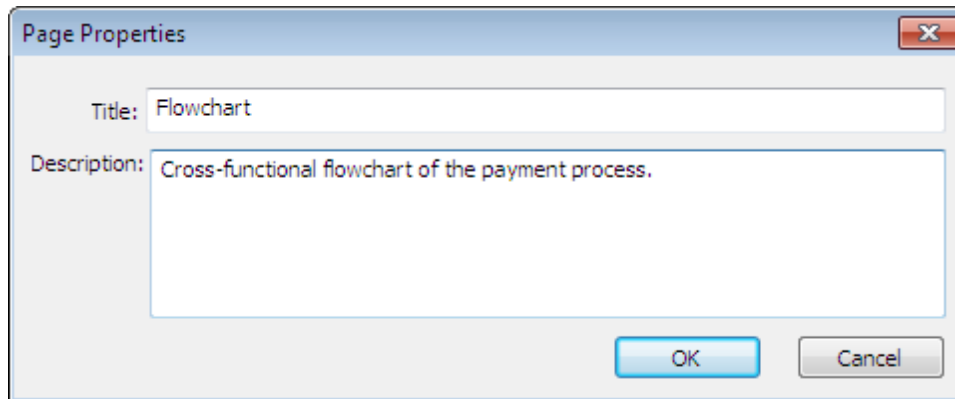 Page Properties
Title: Flowchart
Description: Cross-functional flowchart of the payment process.
OK Cancel